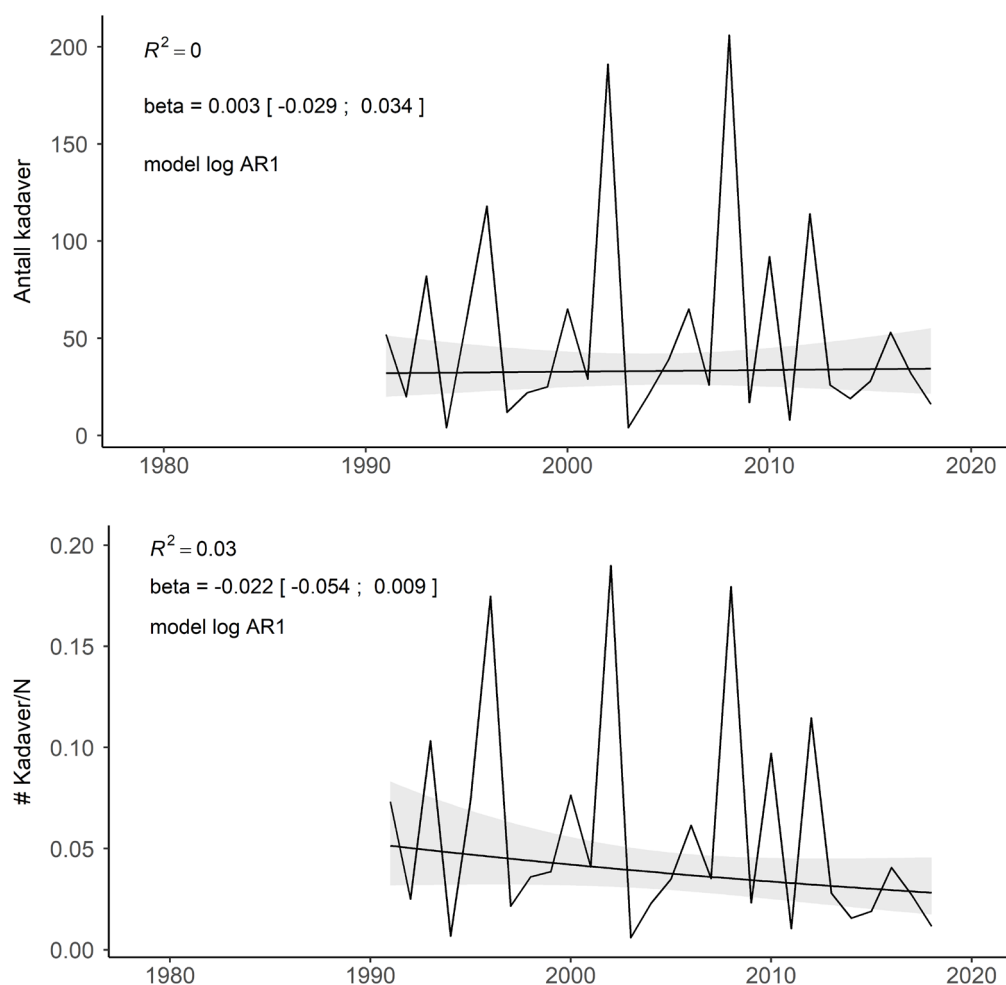 R² = 0
beta = 0.003 [ -0.029 ;  0.034 ]
model log AR1
Antall kadaver
200
150
100
50
0
1980 1990 2000 2010 2020
R² = 0.03
beta = -0.022 [ -0.054 ;  0.009 ]
model log AR1
# Kadaver/N
0.20
0.15
0.10
0.05
0.00
1980 1990 2000 2010 2020